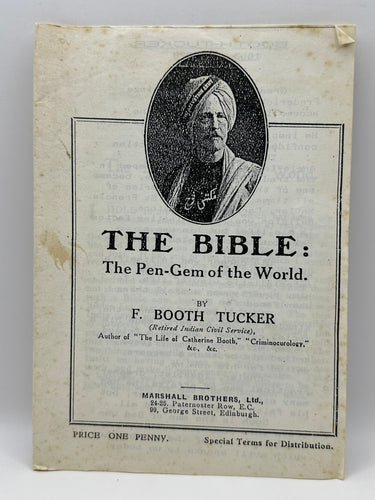 THE BIBLE:
The Pen-Gem of the World.
BY
F. BOOTH TUCKER
(Retired Indian Civil Service),
Author of "The Life of Catherine Booth," "Criminocurology,"
&c., &c.
MARSHALL BROTHERS, Ltd.,
24-25, Paternoster Row, E.C.
99, George Street, Edinburgh.
PRICE ONE PENNY. Special Terms for Distribution.